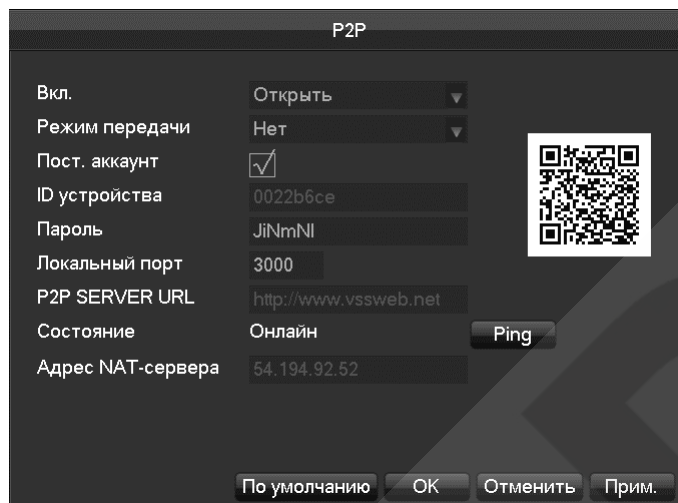 P2P
Вкл. Открыть
Режим передачи Нет
Пост. аккаунт
ID устройства 0022b6ce
Пароль JiNmNI
Локальный порт 3000
P2P SERVER URL http://www.vssweb.net
Состояние Онлайн Ping
Адрес NAT-сервера 54.194.92.52
По умолчанию OK Отменить Прим.